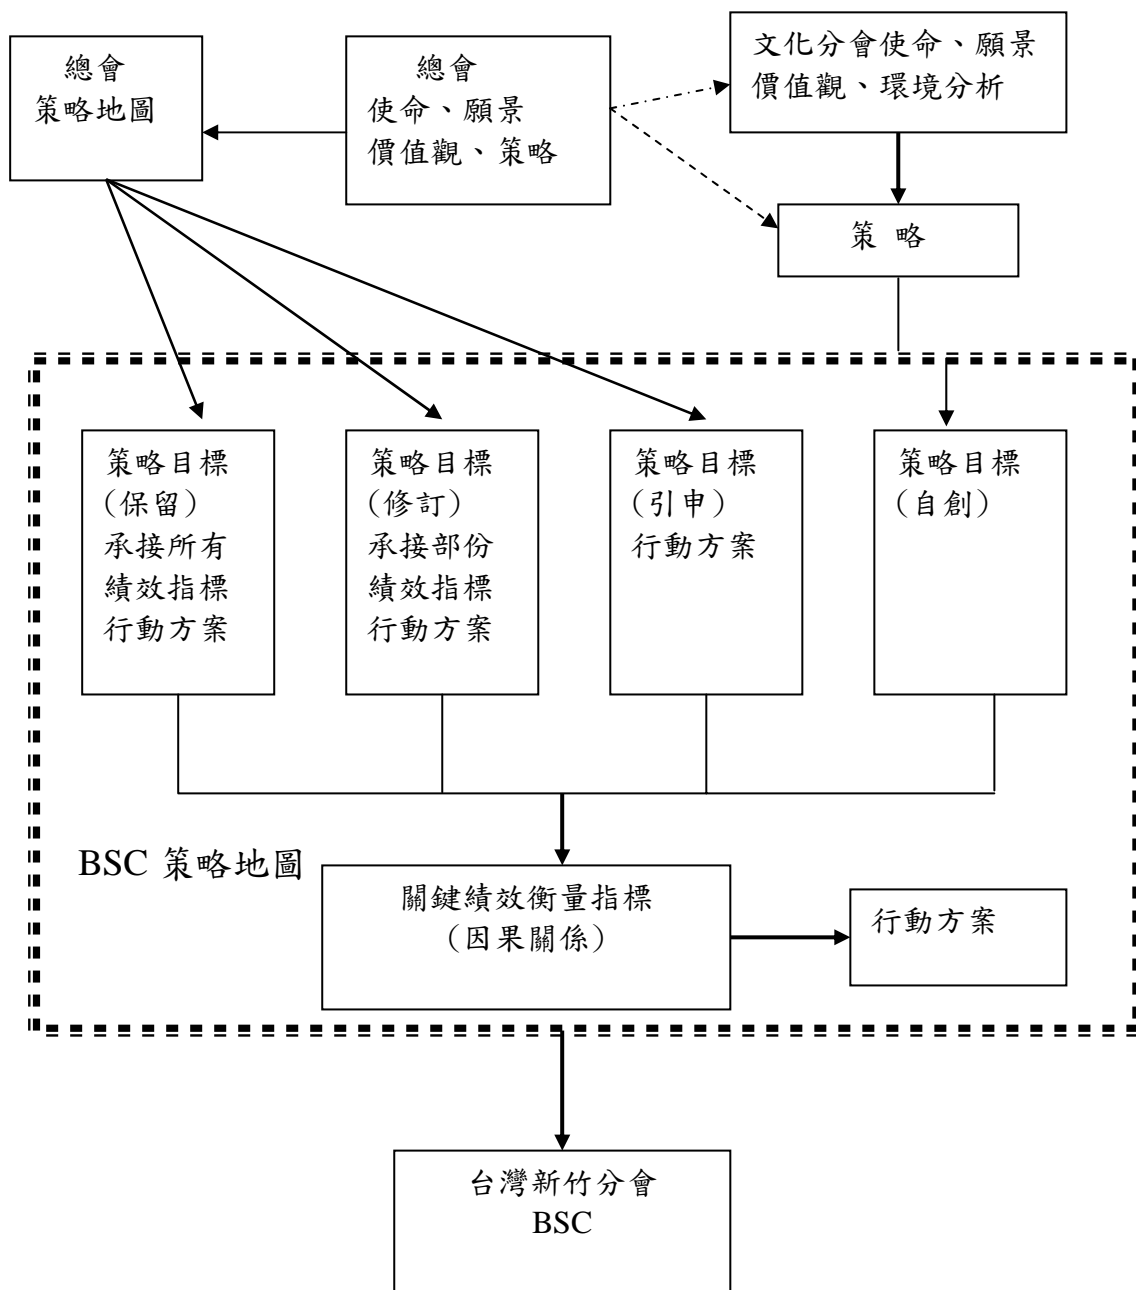 總會
策略地圖
總會
使命、願景
價值觀、策略
文化分會使命、願景
價值觀、環境分析
策 略
策略目標
(保留)
承接所有
績效指標
行動方案
策略目標
(修訂)
承接部份
績效指標
行動方案
策略目標
(引申)
行動方案
策略目標
(自創)
BSC 策略地圖
關鍵績效衡量指標
(因果關係)
行動方案
台灣新竹分會
BSC